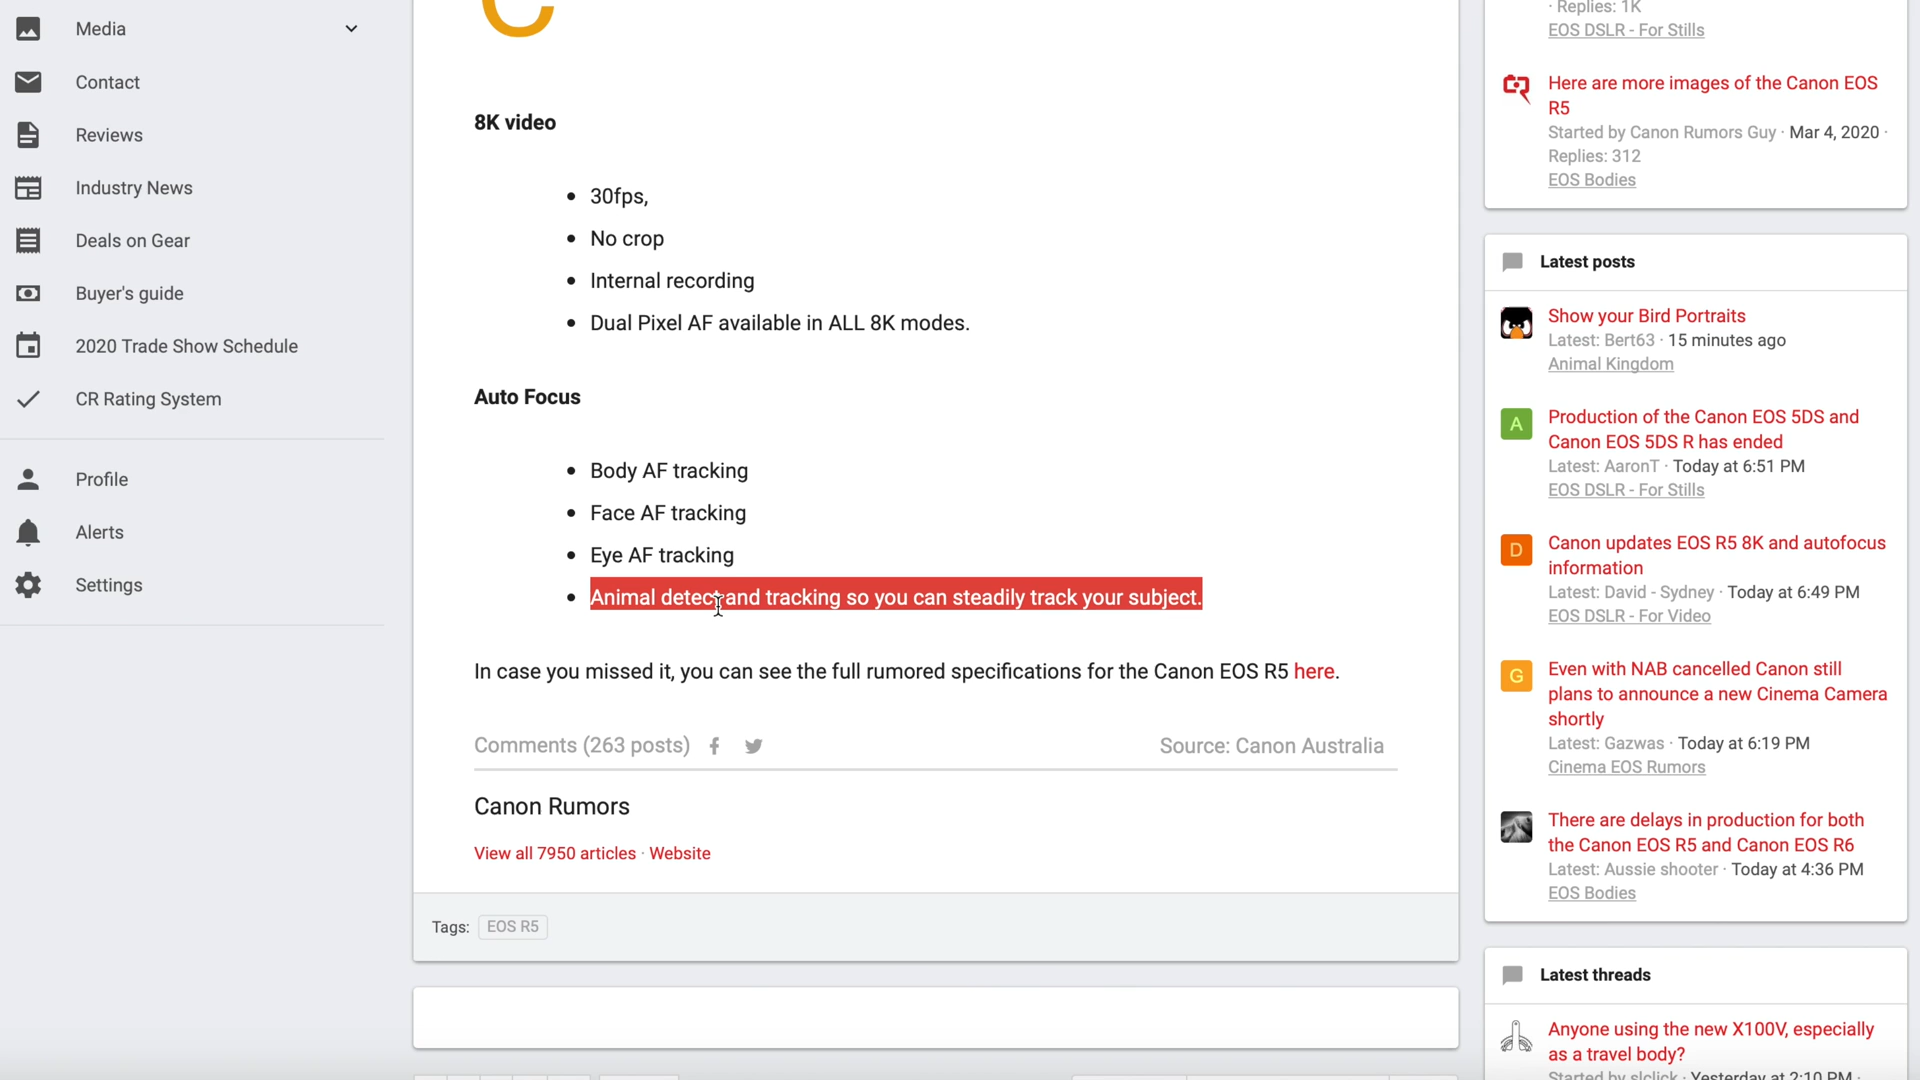 Media
Contact
Reviews
Industry News
Deals on Gear
Buyer's guide
2020 Trade Show Schedule
CR Rating System
Profile
Alerts
Settings
8K video
30fps,
No crop
Internal recording
Dual Pixel AF available in ALL 8K modes.
Auto Focus
Body AF tracking
Face AF tracking
Eye AF tracking
Animal detect and tracking so you can steadily track your subject.
In case you missed it, you can see the full rumored specifications for the Canon EOS R5 here.
Comments (263 posts)
Source: Canon Australia
Canon Rumors
View all 7950 articles · Website
Tags: EOS R5
· Replies: 1K
EOS DSLR - For Stills
Here are more images of the Canon EOS
R5
Started by Canon Rumors Guy · Mar 4, 2020 ·
Replies: 312
EOS Bodies
Latest posts
Show your Bird Portraits
Latest: Bert63 · 15 minutes ago
Animal Kingdom
A
Production of the Canon EOS 5DS and
Canon EOS 5DS R has ended
Latest: AaronT · Today at 6:51 PM
EOS DSLR - For Stills
D
Canon updates EOS R5 8K and autofocus
information
Latest: David - Sydney · Today at 6:49 PM
EOS DSLR - For Video
G
Even with NAB cancelled Canon still
plans to announce a new Cinema Camera
shortly
Latest: Gazwas · Today at 6:19 PM
Cinema EOS Rumors
There are delays in production for both
the Canon EOS R5 and Canon EOS R6
Latest: Aussie shooter · Today at 4:36 PM
EOS Bodies
Latest threads
Anyone using the new X100V, especially
as a travel body?
Started by slclick · Yesterday at 2:10 PM ·